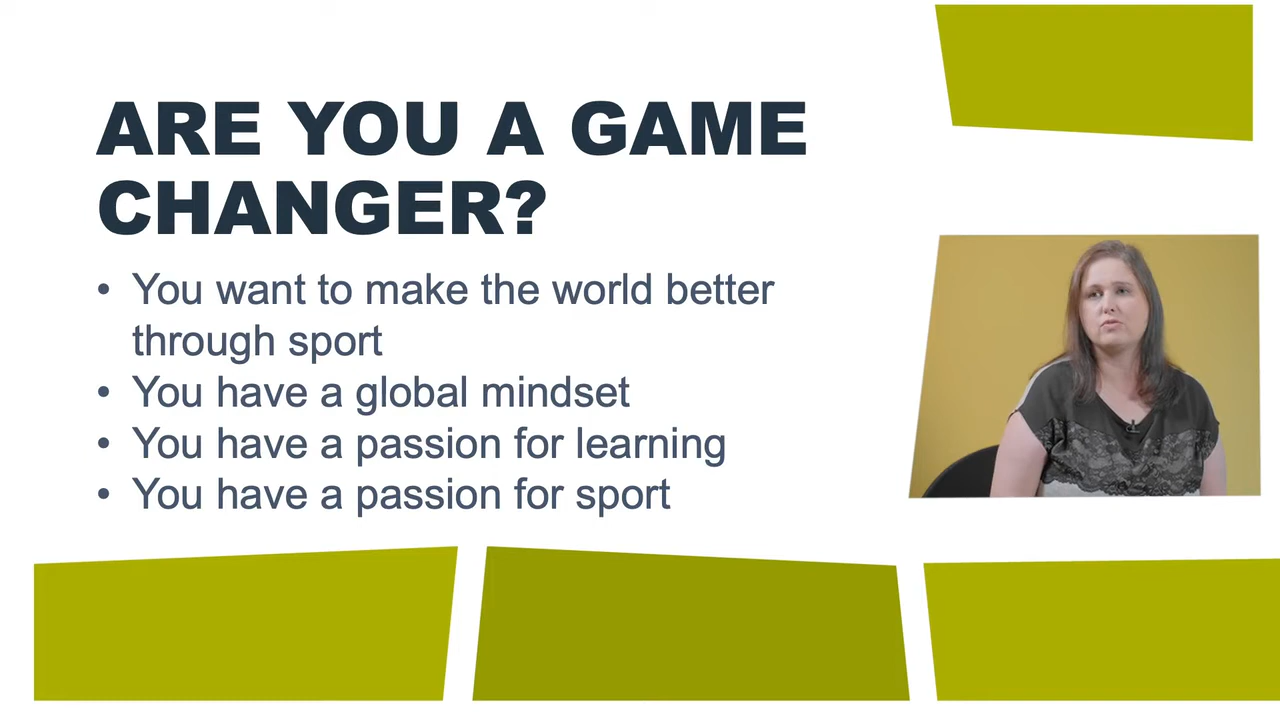 ARE YOU A GAME
CHANGER?
• You want to make the world better
through sport
• You have a global mindset
• You have a passion for learning
• You have a passion for sport